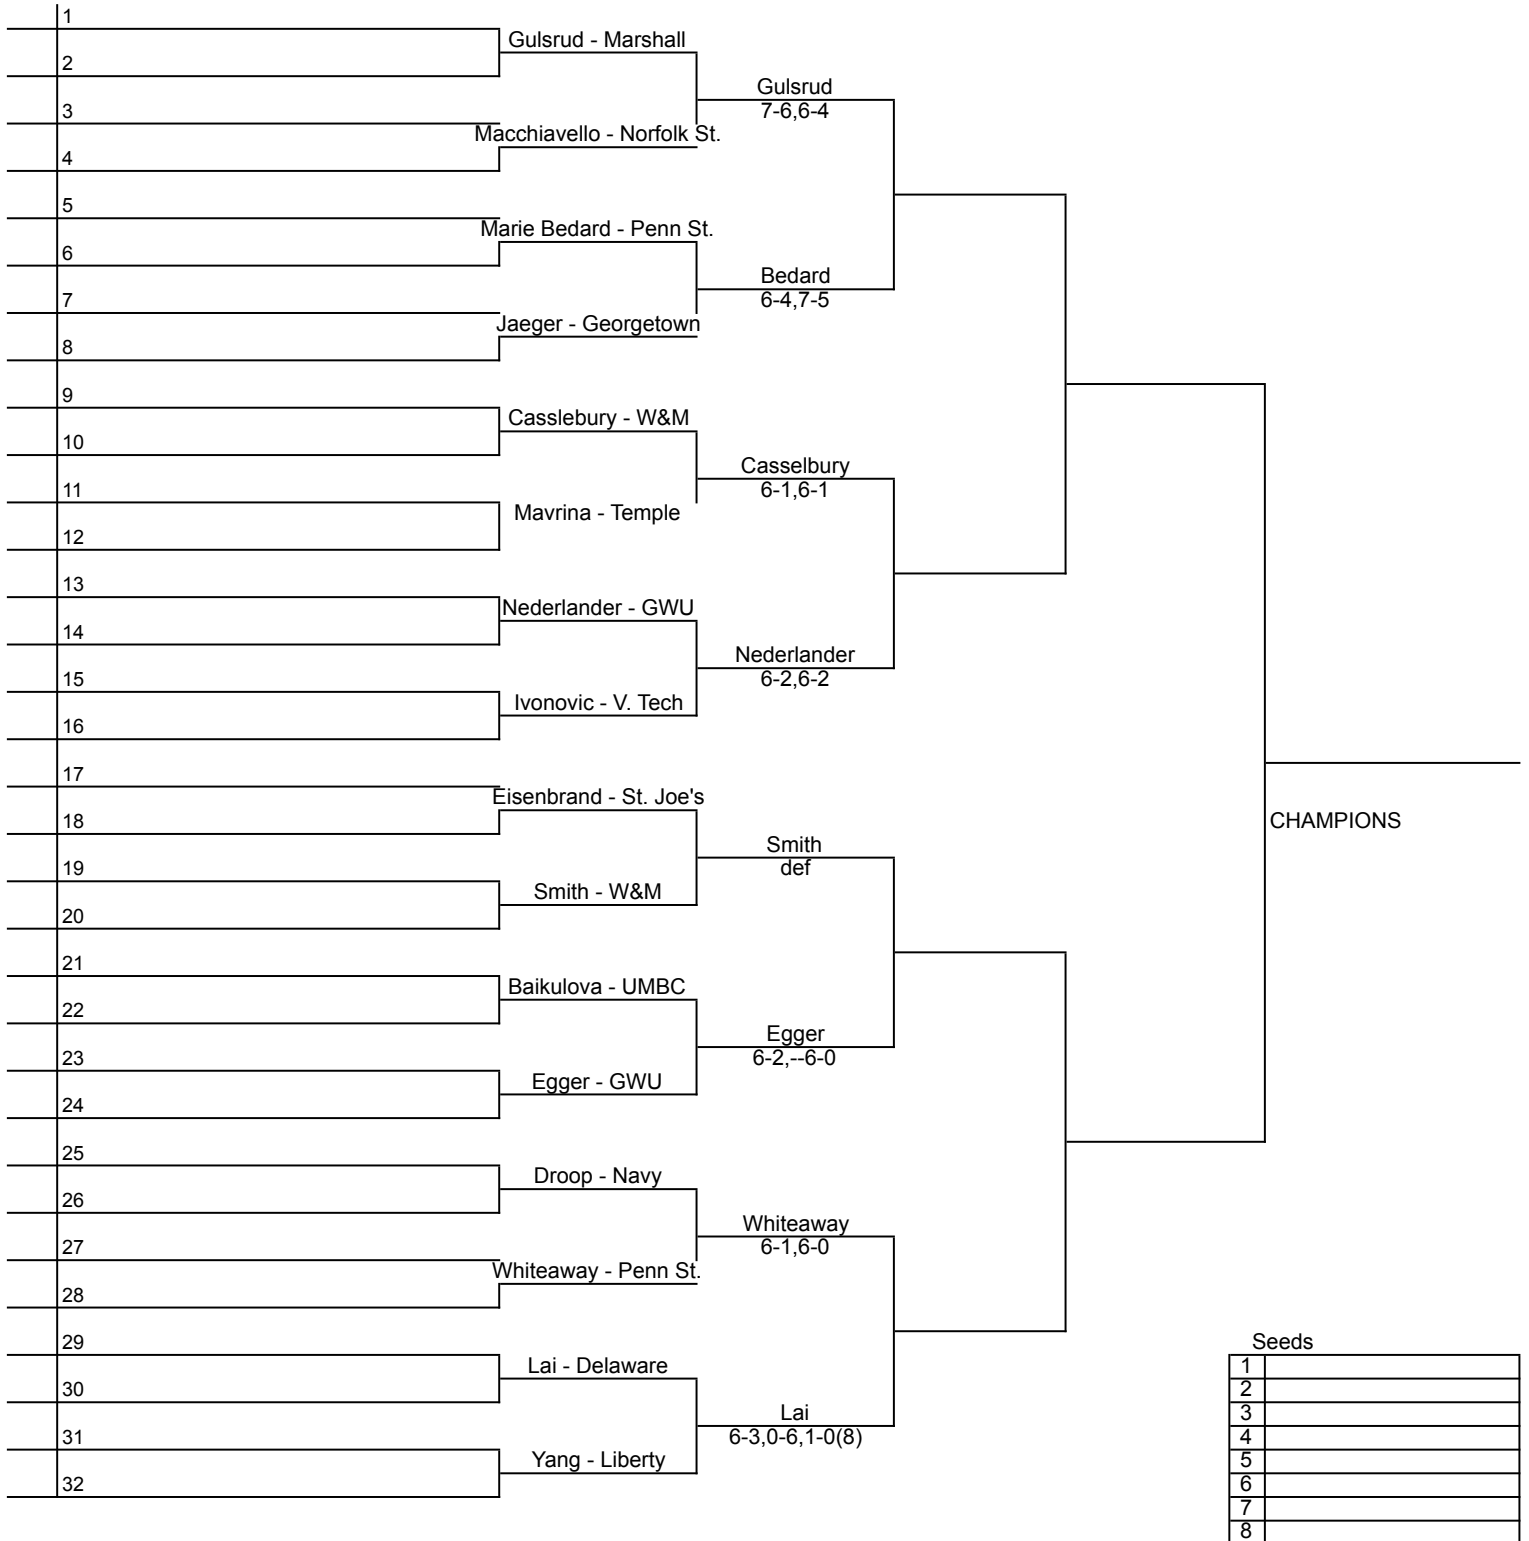 1
Gulsrud - Marshall
2
Gulsrud
7-6,6-4
3
Macchiavello - Norfolk St.
4
5
Marie Bedard - Penn St.
6
Bedard
6-4,7-5
7
Jaeger - Georgetown
8
9
Casslebury - W&M
10
Casselbury
6-1,6-1
11
Mavrina - Temple
12
13
Nederlander - GWU
14
Nederlander
6-2,6-2
15
Ivonovic - V. Tech
16
17
Eisenbrand - St. Joe's
18
CHAMPIONS
Smith
def
19
Smith - W&M
20
21
Baikulova - UMBC
22
Egger
6-2,--6-0
23
Egger - GWU
24
25
Droop - Navy
26
Whiteaway
6-1,6-0
27
Whiteaway - Penn St.
28
29
Lai - Delaware
30
Lai
6-3,0-6,1-0(8)
31
Yang - Liberty
32
Seeds
1
2
3
4
5
6
7
8